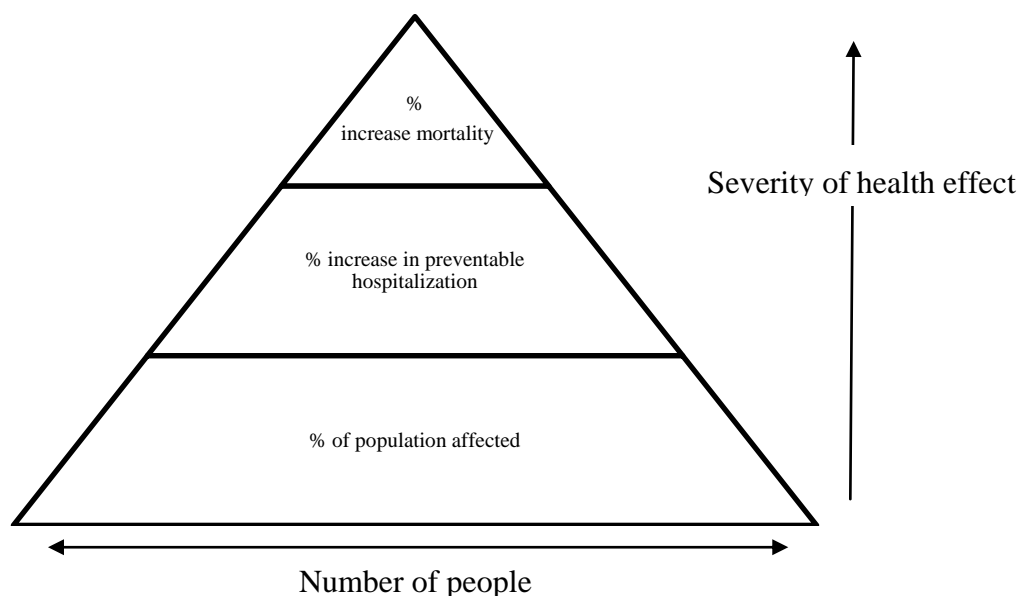 %
increase mortality
Severity of health effect
% increase in preventable
hospitalization
% of population affected
Number of people